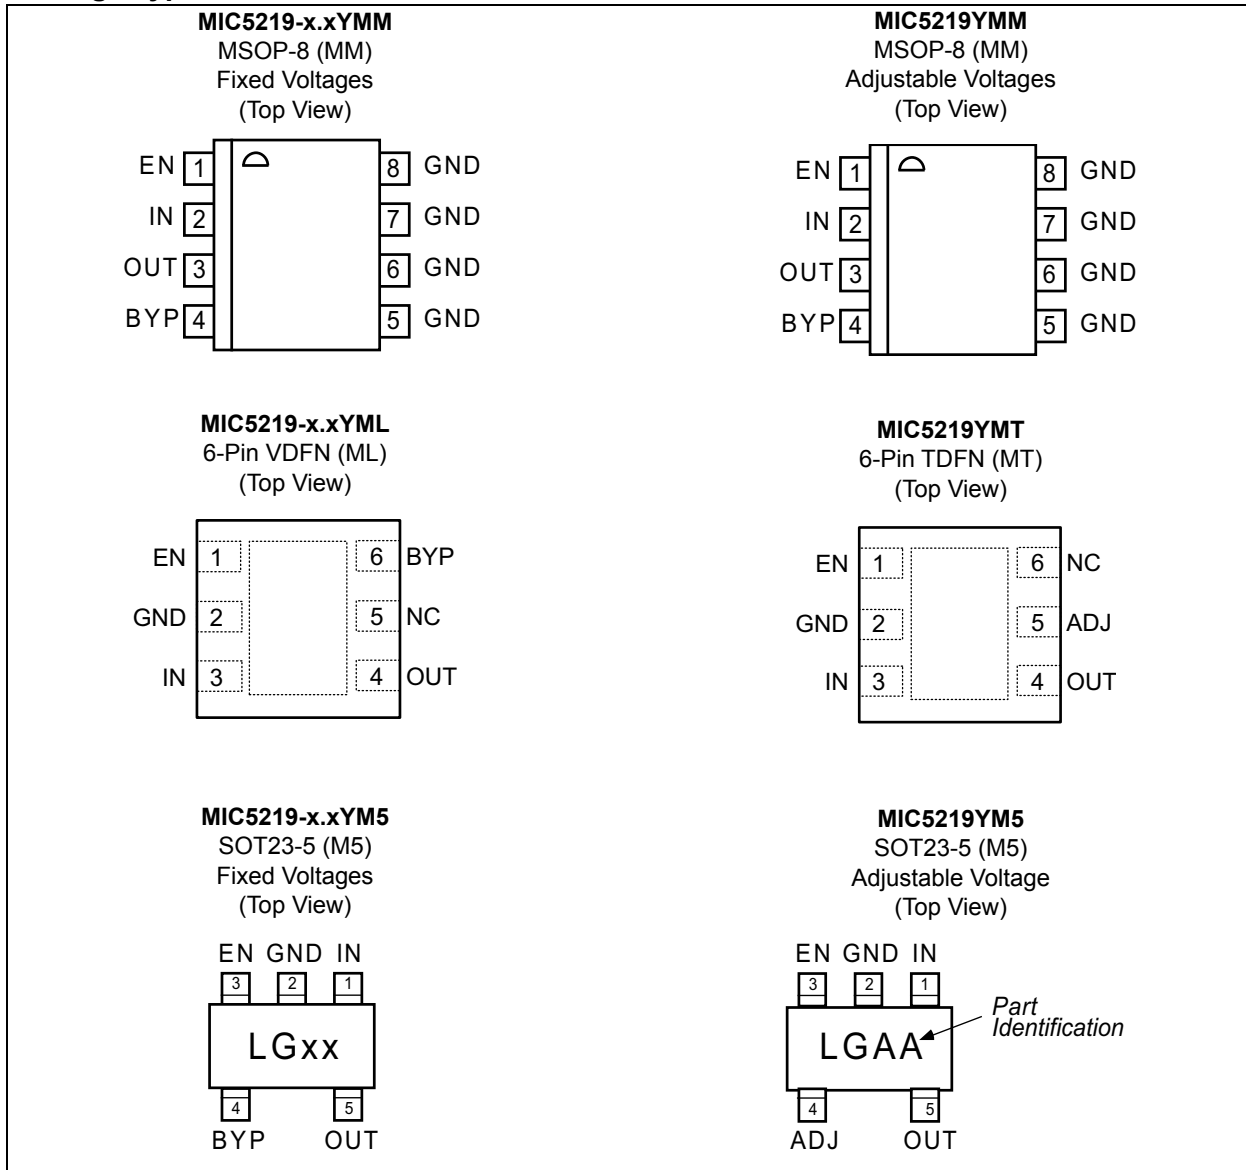 MIC5219-x.xYMM
MSOP-8 (MM)
Fixed Voltages
(Top View)
EN 1 8 GND
IN 2 7 GND
OUT 3 6 GND
BYP 4 5 GND
MIC5219YMM
MSOP-8 (MM)
Adjustable Voltages
(Top View)
EN 1 8 GND
IN 2 7 GND
OUT 3 6 GND
BYP 4 5 GND
MIC5219-x.xYML
6-Pin VDFN (ML)
(Top View)
EN 1 6 BYP
GND 2 5 NC
IN 3 4 OUT
MIC5219YMT
6-Pin TDFN (MT)
(Top View)
EN 1 6 NC
GND 2 5 ADJ
IN 3 4 OUT
MIC5219-x.xYM5
SOT23-5 (M5)
Fixed Voltages
(Top View)
EN GND IN
3 2 1
LGxx
4 5
BYP OUT
MIC5219YM5
SOT23-5 (M5)
Adjustable Voltage
(Top View)
EN GND IN
3 2 1
Part
Identification
LGAA
4 5
ADJ OUT